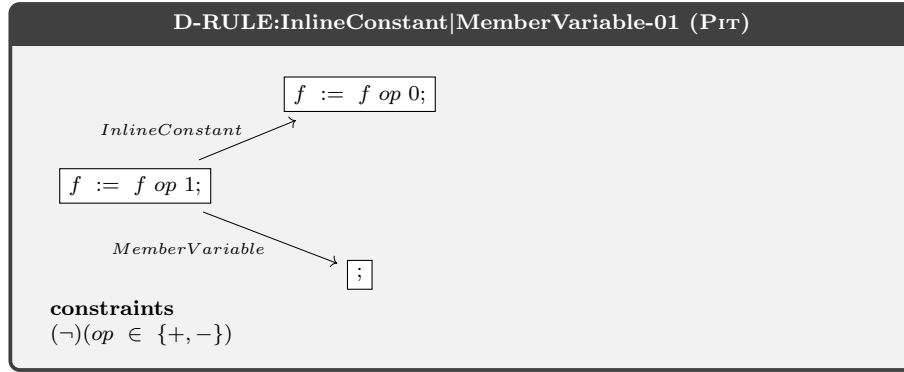 D-RULE:InlineConstant|MemberVariable-01 (PIT)
f := f op 0;
InlineConstant
f := f op 1;
MemberVariable
;
constraints
(¬)(op ∈ {+, −})